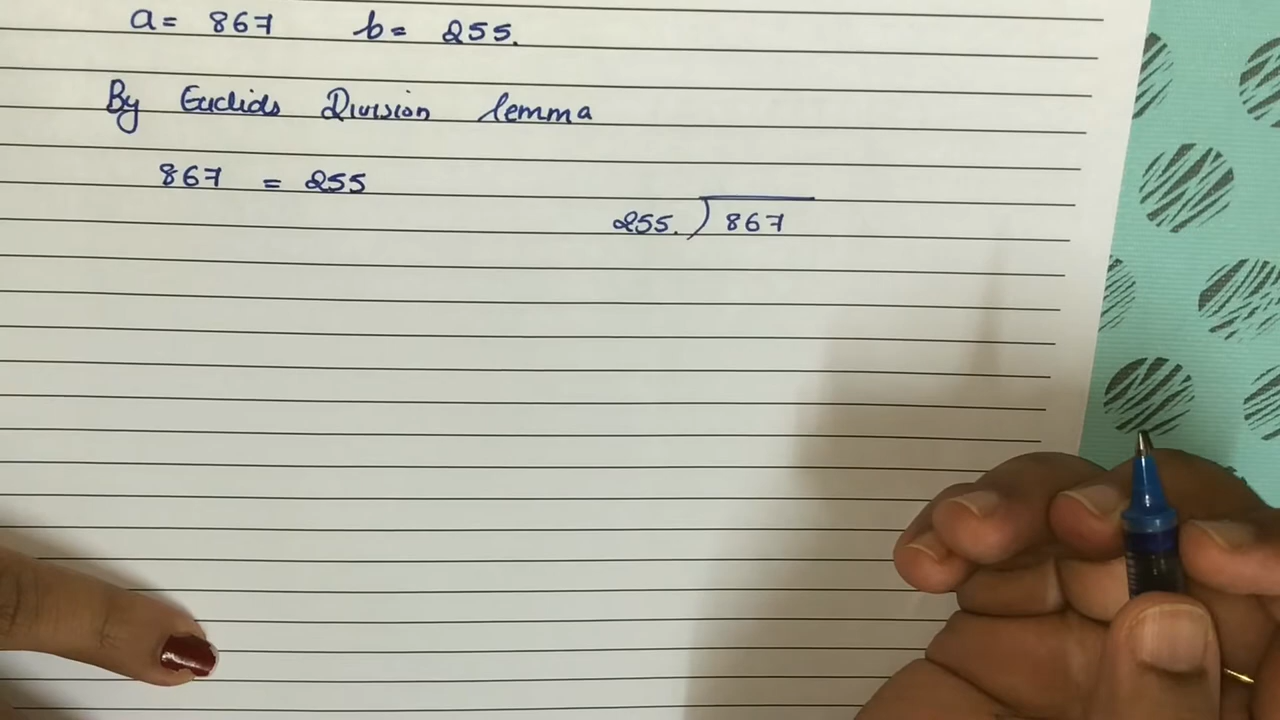 a = 867 b = 255.
By Euclids Division lemma
867 = 255
255. ) 867